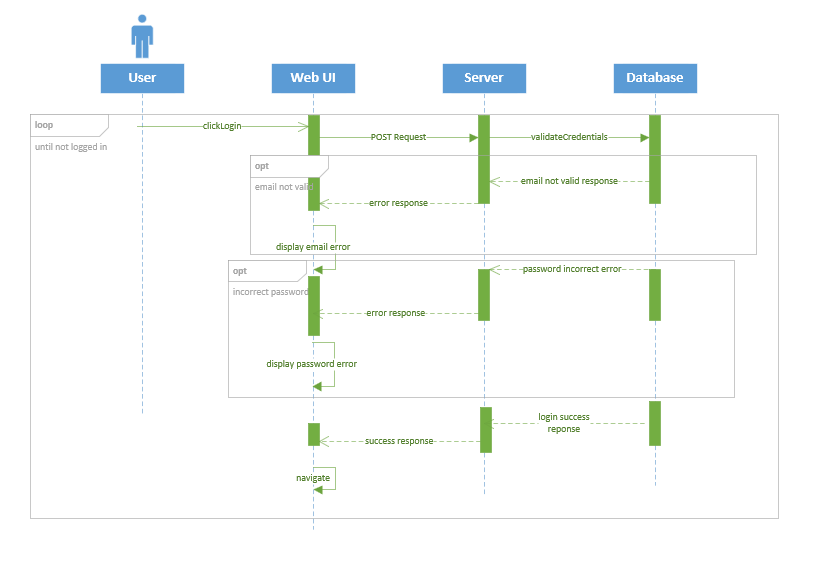 User
Web UI
Server
Database
loop
until not logged in
clickLogin
POST Request
validateCredentials
opt
email not valid
email not valid response
error response
display email error
opt
incorrect password
password incorrect error
error response
display password error
login success
reponse
success response
navigate